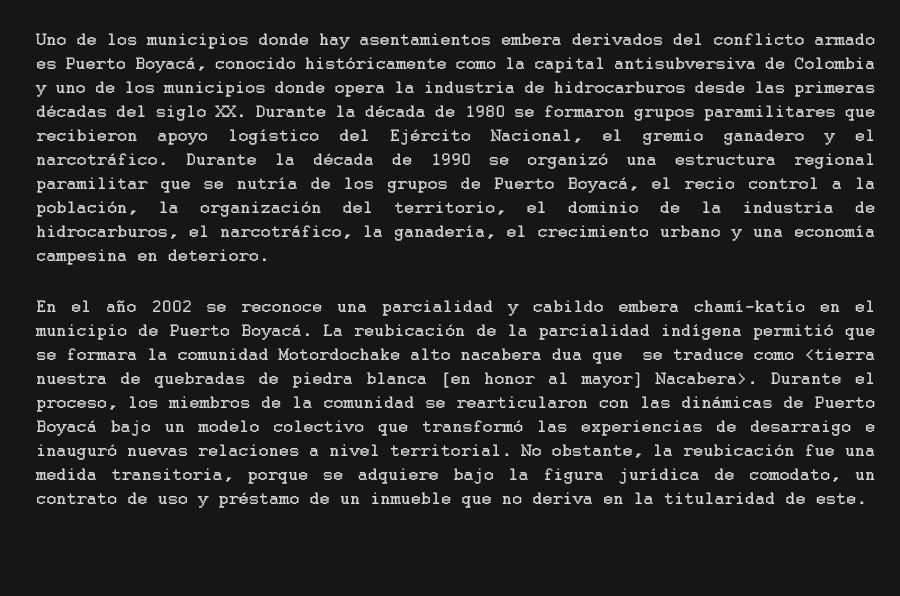 Uno de los municipios donde hay asentamientos embera derivados del conflicto armado
es Puerto Boyacá, conocido históricamente como la capital antisubversiva de Colombia
y uno de los municipios donde opera la industria de hidrocarburos desde las primeras
décadas del siglo XX. Durante la década de 1980 se formaron grupos paramilitares que
recibieron apoyo logístico del Ejército Nacional, el gremio ganadero y el
narcotráfico. Durante la década de 1990 se organizó una estructura regional
paramilitar que se nutría de los grupos de Puerto Boyacá, el recio control a la
población, la organización del territorio, el dominio de la industria de
hidrocarburos, el narcotráfico, la ganadería, el crecimiento urbano y una economía
campesina en deterioro.

En el año 2002 se reconoce una parcialidad y cabildo embera chamí-katío en el
municipio de Puerto Boyacá. La reubicación de la parcialidad indígena permitió que
se formara la comunidad Motordochake alto nacabera dua que  se traduce como <tierra
nuestra de quebradas de piedra blanca [en honor al mayor] Nacabera>. Durante el
proceso, los miembros de la comunidad se rearticularon con las dinámicas de Puerto
Boyacá bajo un modelo colectivo que transformó las experiencias de desarraigo e
inauguró nuevas relaciones a nivel territorial. No obstante, la reubicación fue una
medida transitoria, porque se adquiere bajo la figura jurídica de comodato, un
contrato de uso y préstamo de un inmueble que no deriva en la titularidad de este.